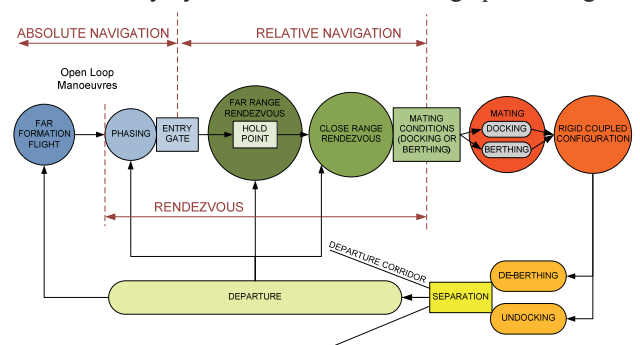 ABSOLUTE NAVIGATION
RELATIVE NAVIGATION
Open Loop
Manoeuvres
FAR
FORMATION
FLIGHT
PHASING
ENTRY
GATE
FAR RANGE
RENDEZVOUS
HOLD
POINT
CLOSE RANGE
RENDEZVOUS
MATING
CONDITIONS
(DOCKING OR
BERTHING)
MATING
DOCKING
BERTHING
RIGID COUPLED
CONFIGURATION
RENDEZVOUS
DEPARTURE CORRIDOR
DEPARTURE
SEPARATION
DE-BERTHING
UNDOCKING